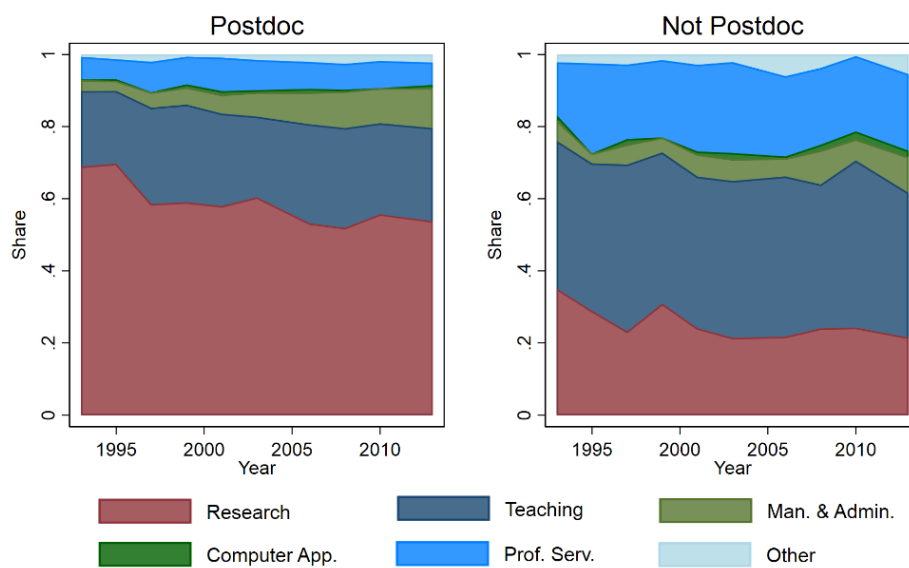 Postdoc
Not Postdoc
Share
0 .2 .4 .6 .8 1
1995 2000 2005 2010
Year
Share
0 .2 .4 .6 .8 1
1995 2000 2005 2010
Year
Research Teaching Man. & Admin.
Computer App. Prof. Serv. Other